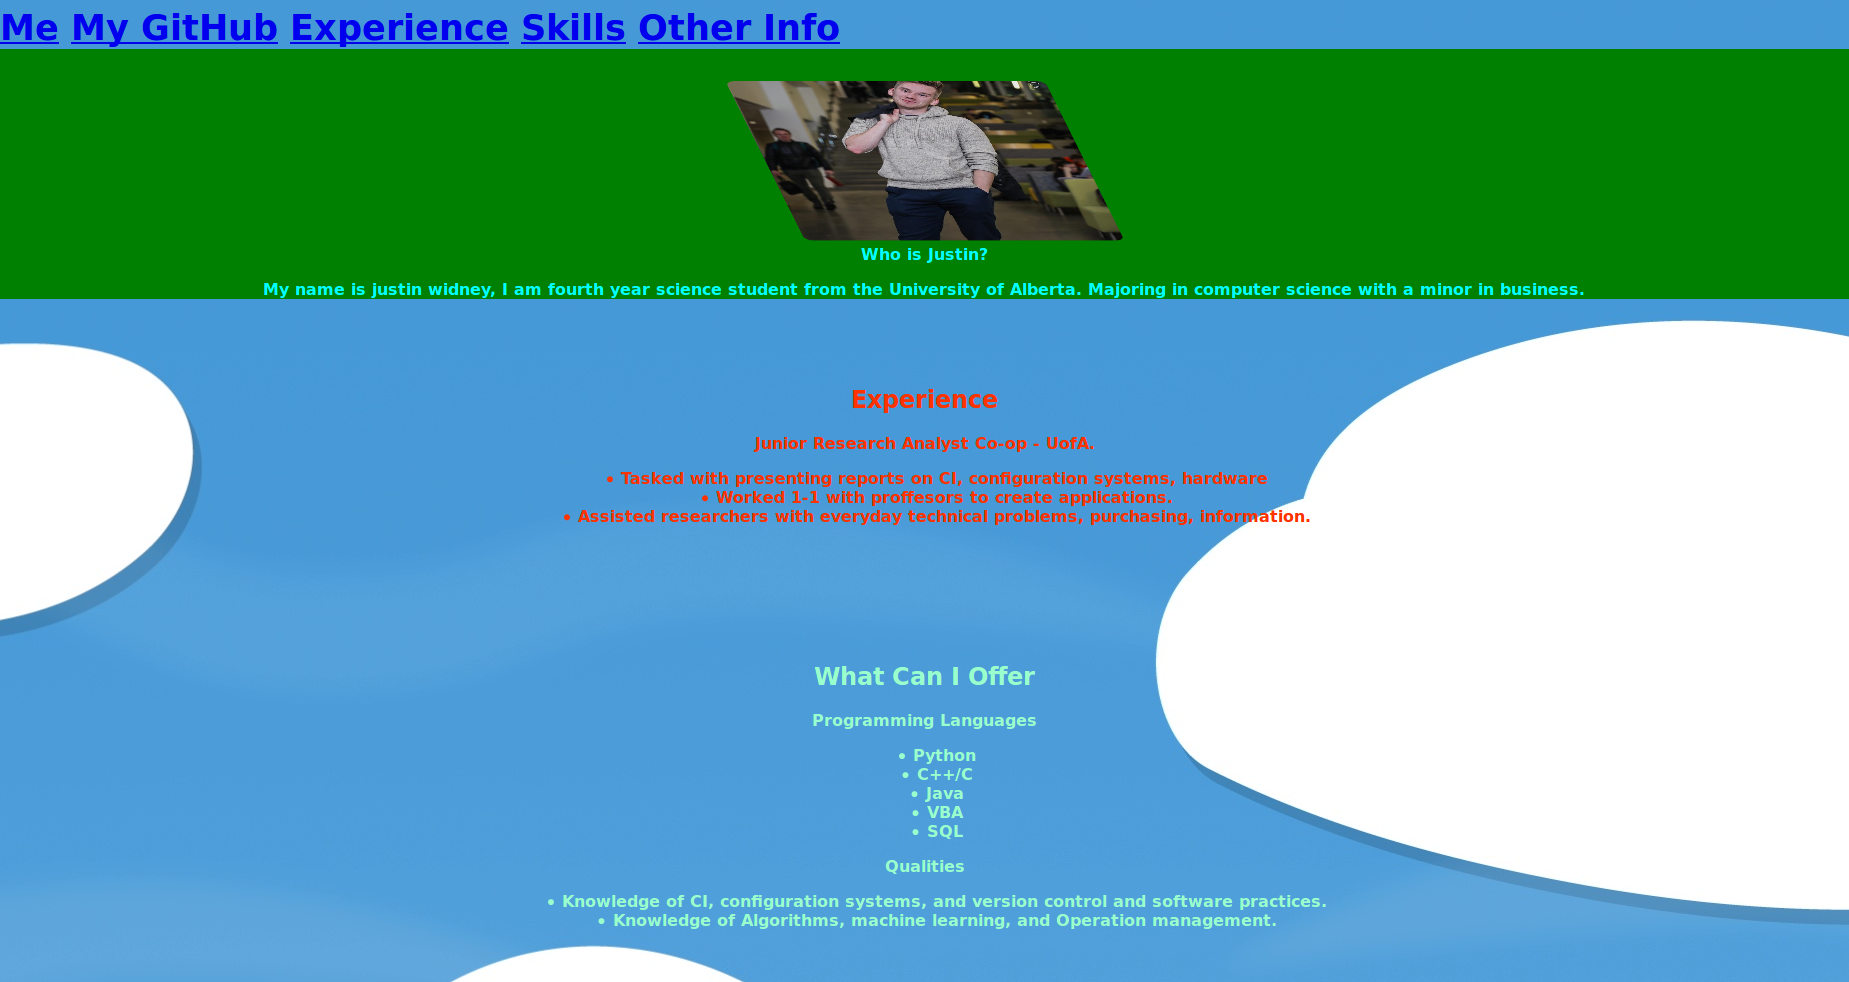 Me My GitHub Experience Skills Other Info
Who is Justin?
My name is justin widney, I am fourth year science student from the University of Alberta. Majoring in computer science with a minor in business.
Experience
Junior Research Analyst Co-op - UofA.
• Tasked with presenting reports on CI, configuration systems, hardware
• Worked 1-1 with proffesors to create applications.
• Assisted researchers with everyday technical problems, purchasing, information.
What Can I Offer
Programming Languages
• Python
• C++/C
• Java
• VBA
• SQL
Qualities
• Knowledge of CI, configuration systems, and version control and software practices.
• Knowledge of Algorithms, machine learning, and Operation management.